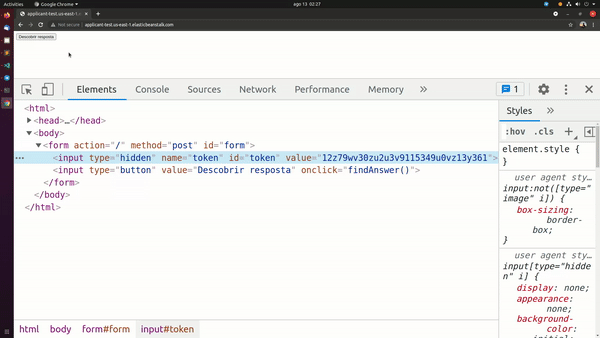 Activities
Google Chrome
ago 13 02:27
applicant-test.us-east-1.el
Not secure | applicant-test.us-east-1.elasticbeanstalk.com
Descobrir resposta
Elements Console Sources Network Performance Memory » 1
<html>
<head>…</head>
<body>
<form action="/" method="post" id="form">
… <input type="hidden" name="token" id="token" value="12z79wv30zu2u3v9115349u0vz13y361">
<input type="button" value="Descobrir resposta" onclick="findAnswer()">
</form>
</body>
</html>
html body form#form input#token
Styles »
:hov .cls +
element.style {
}
user agent sty…
input:not([type="
image" i]) {
box-sizing:
border-
box;
}
user agent sty…
input[type="hidd
en" i] {
display: none;
appearance:
none;
background-
color:
initial;